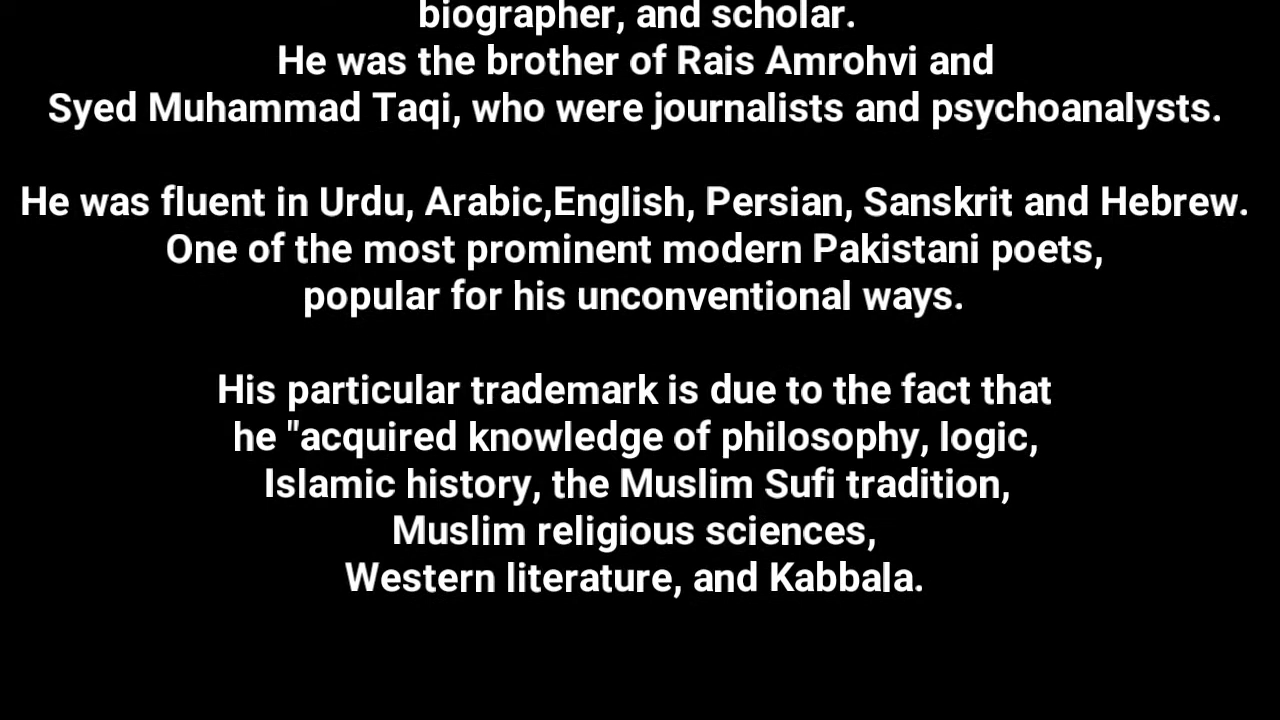 biographer, and scholar.
He was the brother of Rais Amrohvi and
Syed Muhammad Taqi, who were journalists and psychoanalysts.
He was fluent in Urdu, Arabic,English, Persian, Sanskrit and Hebrew.
One of the most prominent modern Pakistani poets,
popular for his unconventional ways.
His particular trademark is due to the fact that
he "acquired knowledge of philosophy, logic,
Islamic history, the Muslim Sufi tradition,
Muslim religious sciences,
Western literature, and Kabbala.